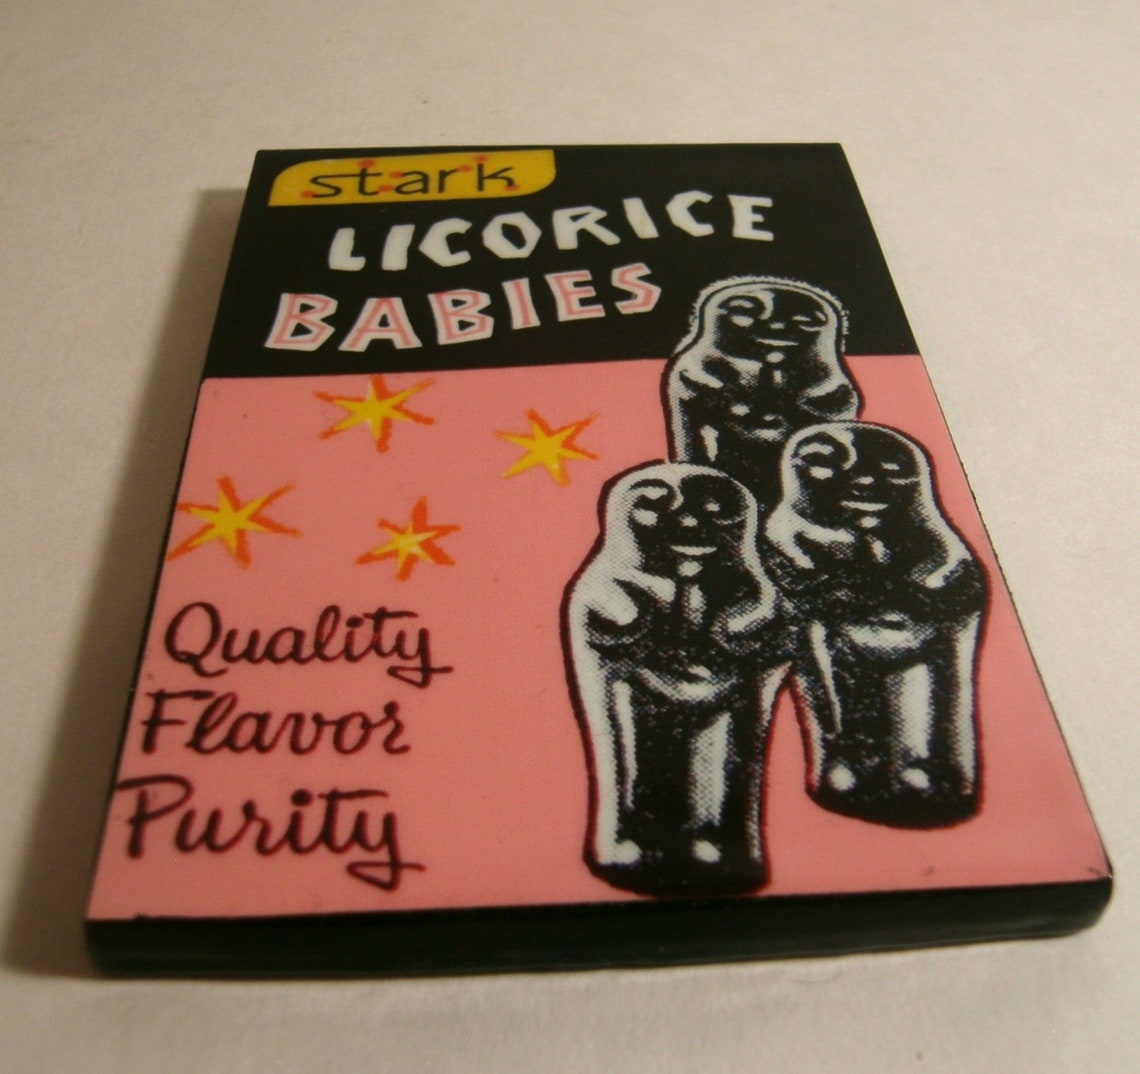 stark
LICORICE
BABIES
Quality
Flavor
Purity